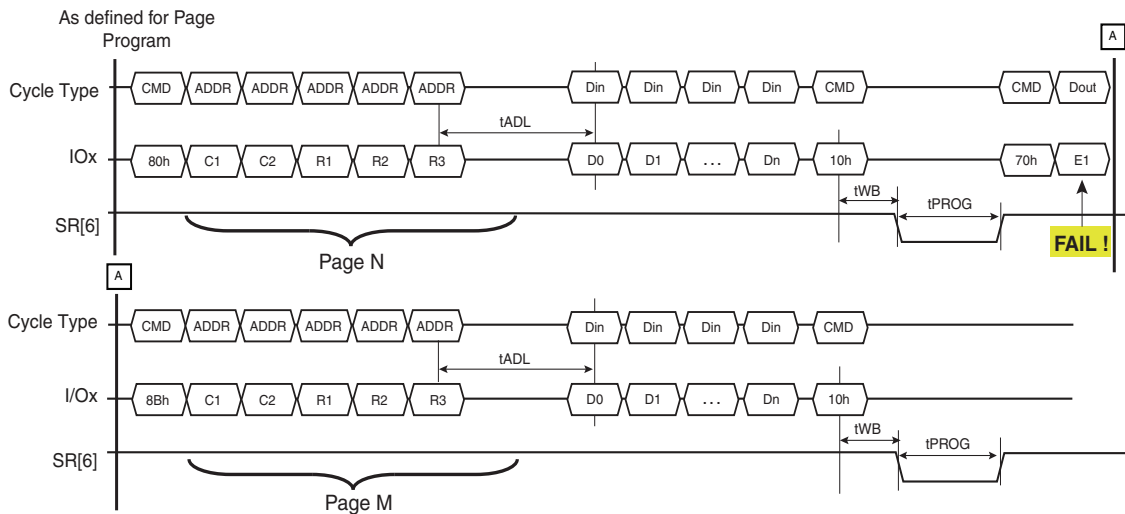 As defined for Page
Program
A
Cycle Type CMD ADDR ADDR ADDR ADDR ADDR Din Din Din Din CMD CMD Dout
tADL
IOx 80h C1 C2 R1 R2 R3 D0 D1 ... Dn 10h 70h E1
tWB tPROG
SR[6]
FAIL !
Page N
A
Cycle Type CMD ADDR ADDR ADDR ADDR ADDR Din Din Din Din CMD
tADL
I/Ox 8Bh C1 C2 R1 R2 R3 D0 D1 ... Dn 10h
tWB tPROG
SR[6]
Page M